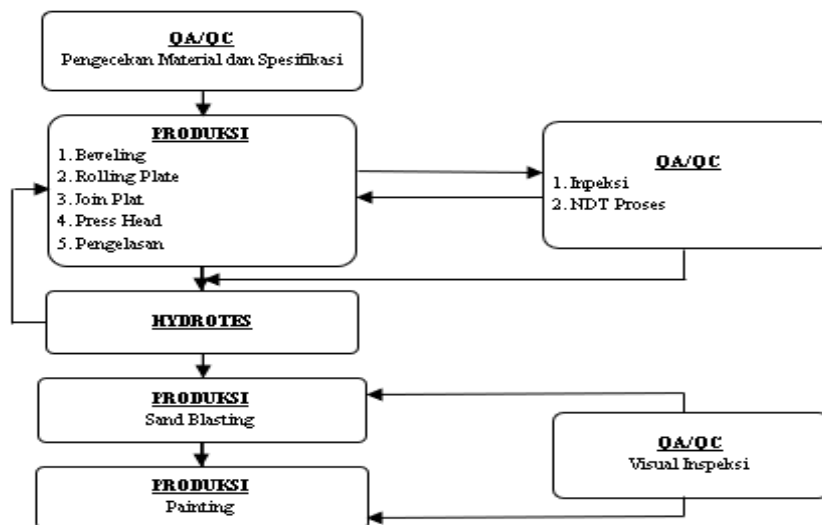 QA/QC
Pengecekan Material dan Spesifikasi
PRODUKSI
1. Beveling
2. Rolling Plate
3. Join Plat
4. Press Head
5. Pengelasan
QA/QC
1. Inpeksi
2. NDT Proses
HYDROTES
PRODUKSI
Sand Blasting
QA/QC
Visual Inspeksi
PRODUKSI
Painting